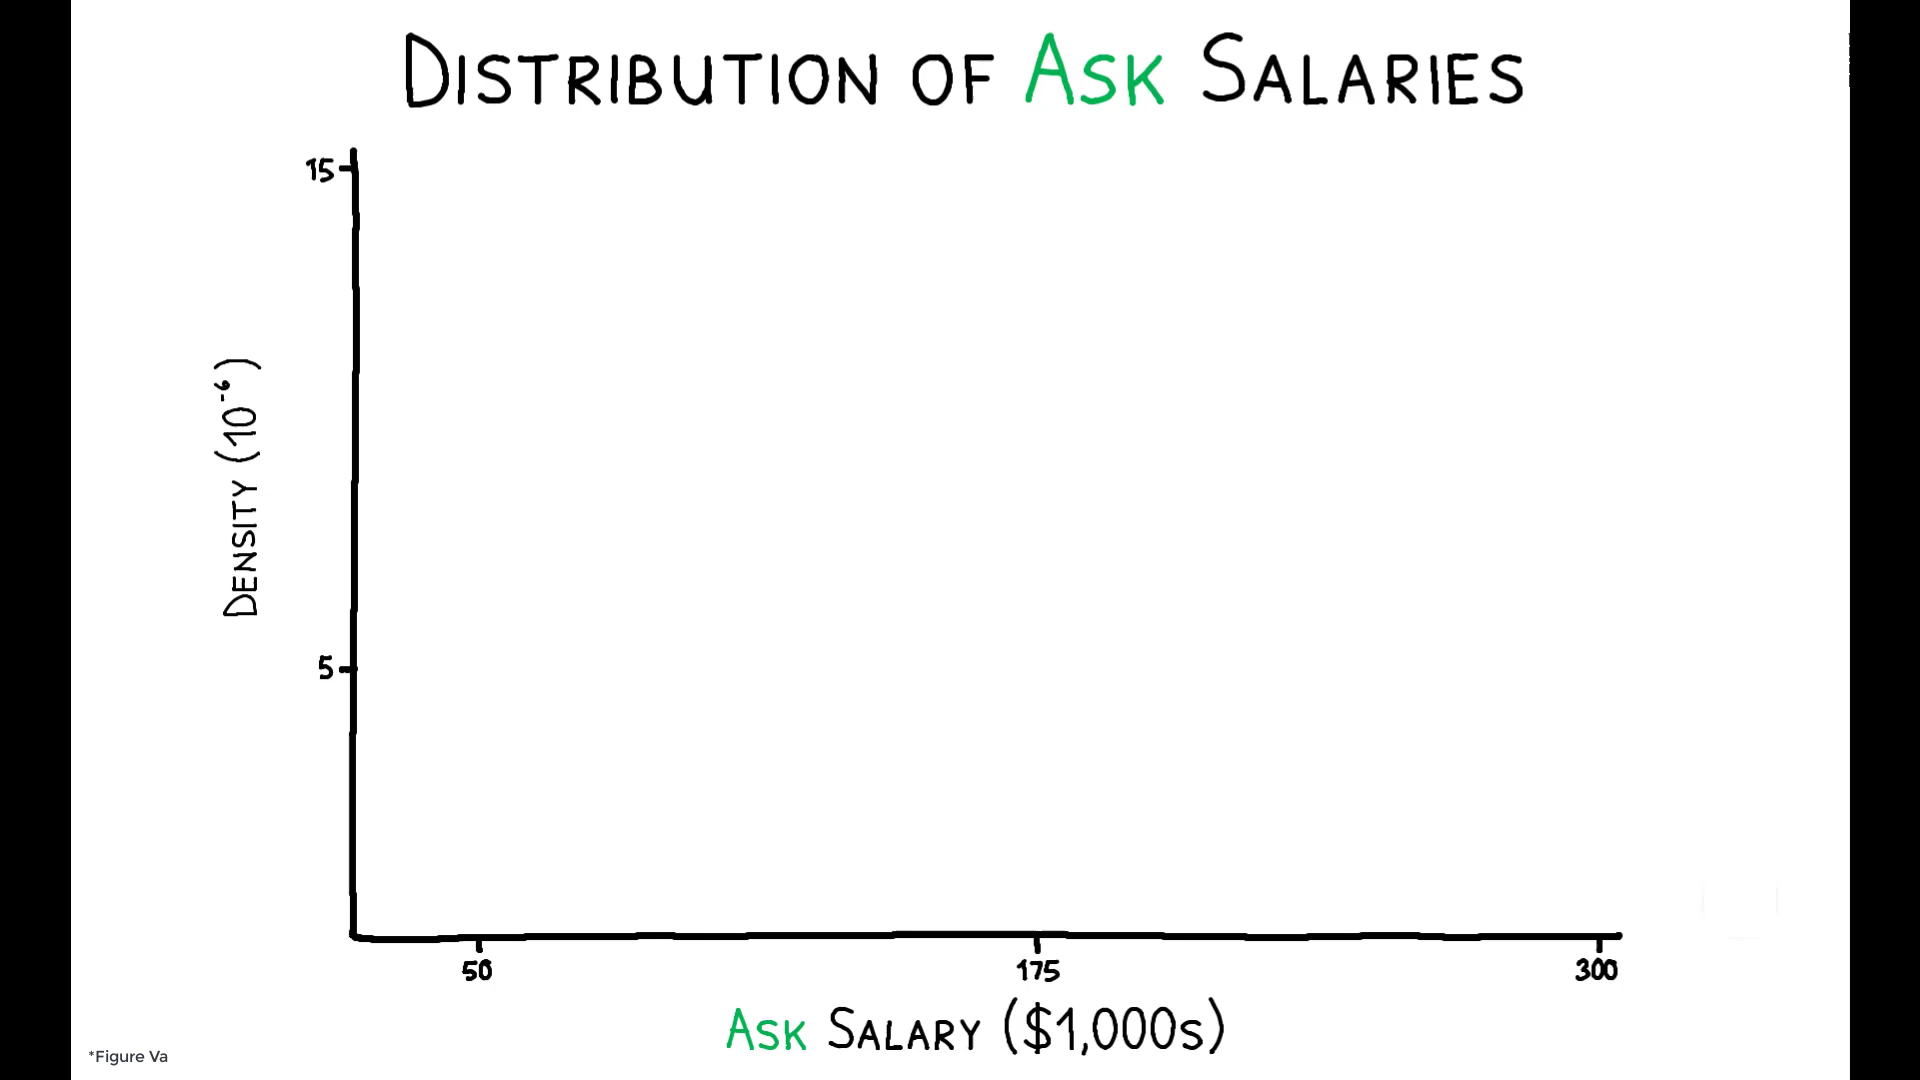 DISTRIBUTION OF ASK SALARIES
15
DENSITY (10⁻⁶)
5
50
175
300
ASK SALARY ($1,000s)
*Figure Va